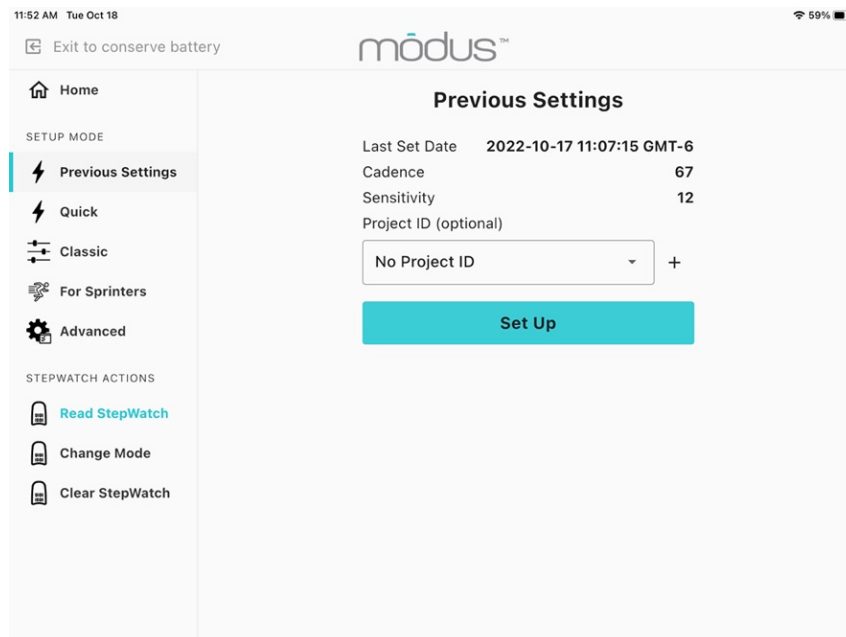 11:52 AM Tue Oct 18
59%
Exit to conserve battery
mōdus™
Home
SETUP MODE
Previous Settings
Quick
Classic
For Sprinters
Advanced
STEPWATCH ACTIONS
Read StepWatch
Change Mode
Clear StepWatch
Previous Settings
Last Set Date 2022-10-17 11:07:15 GMT-6
Cadence 67
Sensitivity 12
Project ID (optional)
No Project ID +
Set Up